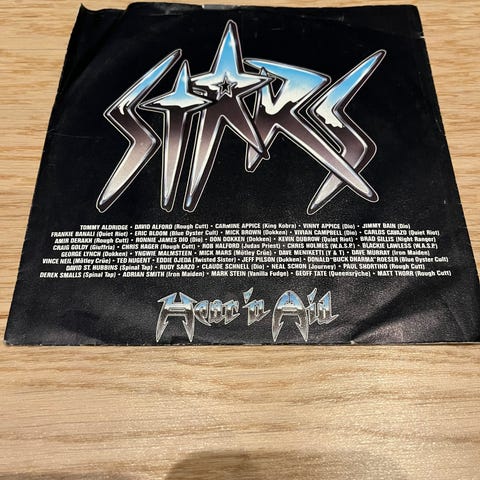 STARS
TOMMY ALDRIDGE • DAVID ALFORD (Rough Cutt) • CARMINE APPICE (King Kobra) • VINNY APPICE (Dio) • JIMMY BAIN (Dio)
FRANKIE BANALI (Quiet Riot) • ERIC BLOOM (Blue Oyster Cult) • MICK BROWN (Dokken) • VIVIAN CAMPBELL (Dio) • CARLOS CAVAZO (Quiet Riot)
AMIR DERAKH (Rough Cutt) • RONNIE JAMES DIO (Dio) • DON DOKKEN (Dokken) • KEVIN DUBROW (Quiet Riot) • BRAD GILLIS (Night Ranger)
CRAIG GOLDY (Giuffria) • CHRIS HAGER (Rough Cutt) • ROB HALFORD (Judas Priest) • CHRIS HOLMES (W.A.S.P.) • BLACKIE LAWLESS (W.A.S.P.)
GEORGE LYNCH (Dokken) • YNGWIE MALMSTEEN • MICK MARS (Mötley Crüe) • DAVE MENIKETTI (Y & T) • DAVE MURRAY (Iron Maiden)
VINCE NEIL (Mötley Crüe) • TED NUGENT • EDDIE OJEDA (Twisted Sister) • JEFF PILSON (Dokken) • DONALD "BUCK DHARMA" ROESER (Blue Oyster Cult)
DAVID ST. HUBBINS (Spinal Tap) • RUDY SARZO • CLAUDE SCHNELL (Dio) • NEAL SCHON (Journey) • PAUL SHORTINO (Rough Cutt)
DEREK SMALLS (Spinal Tap) • ADRIAN SMITH (Iron Maiden) • MARK STEIN (Vanilla Fudge) • GEOFF TATE (Queensrÿche) • MATT THORR (Rough Cutt)
Hear 'n Aid